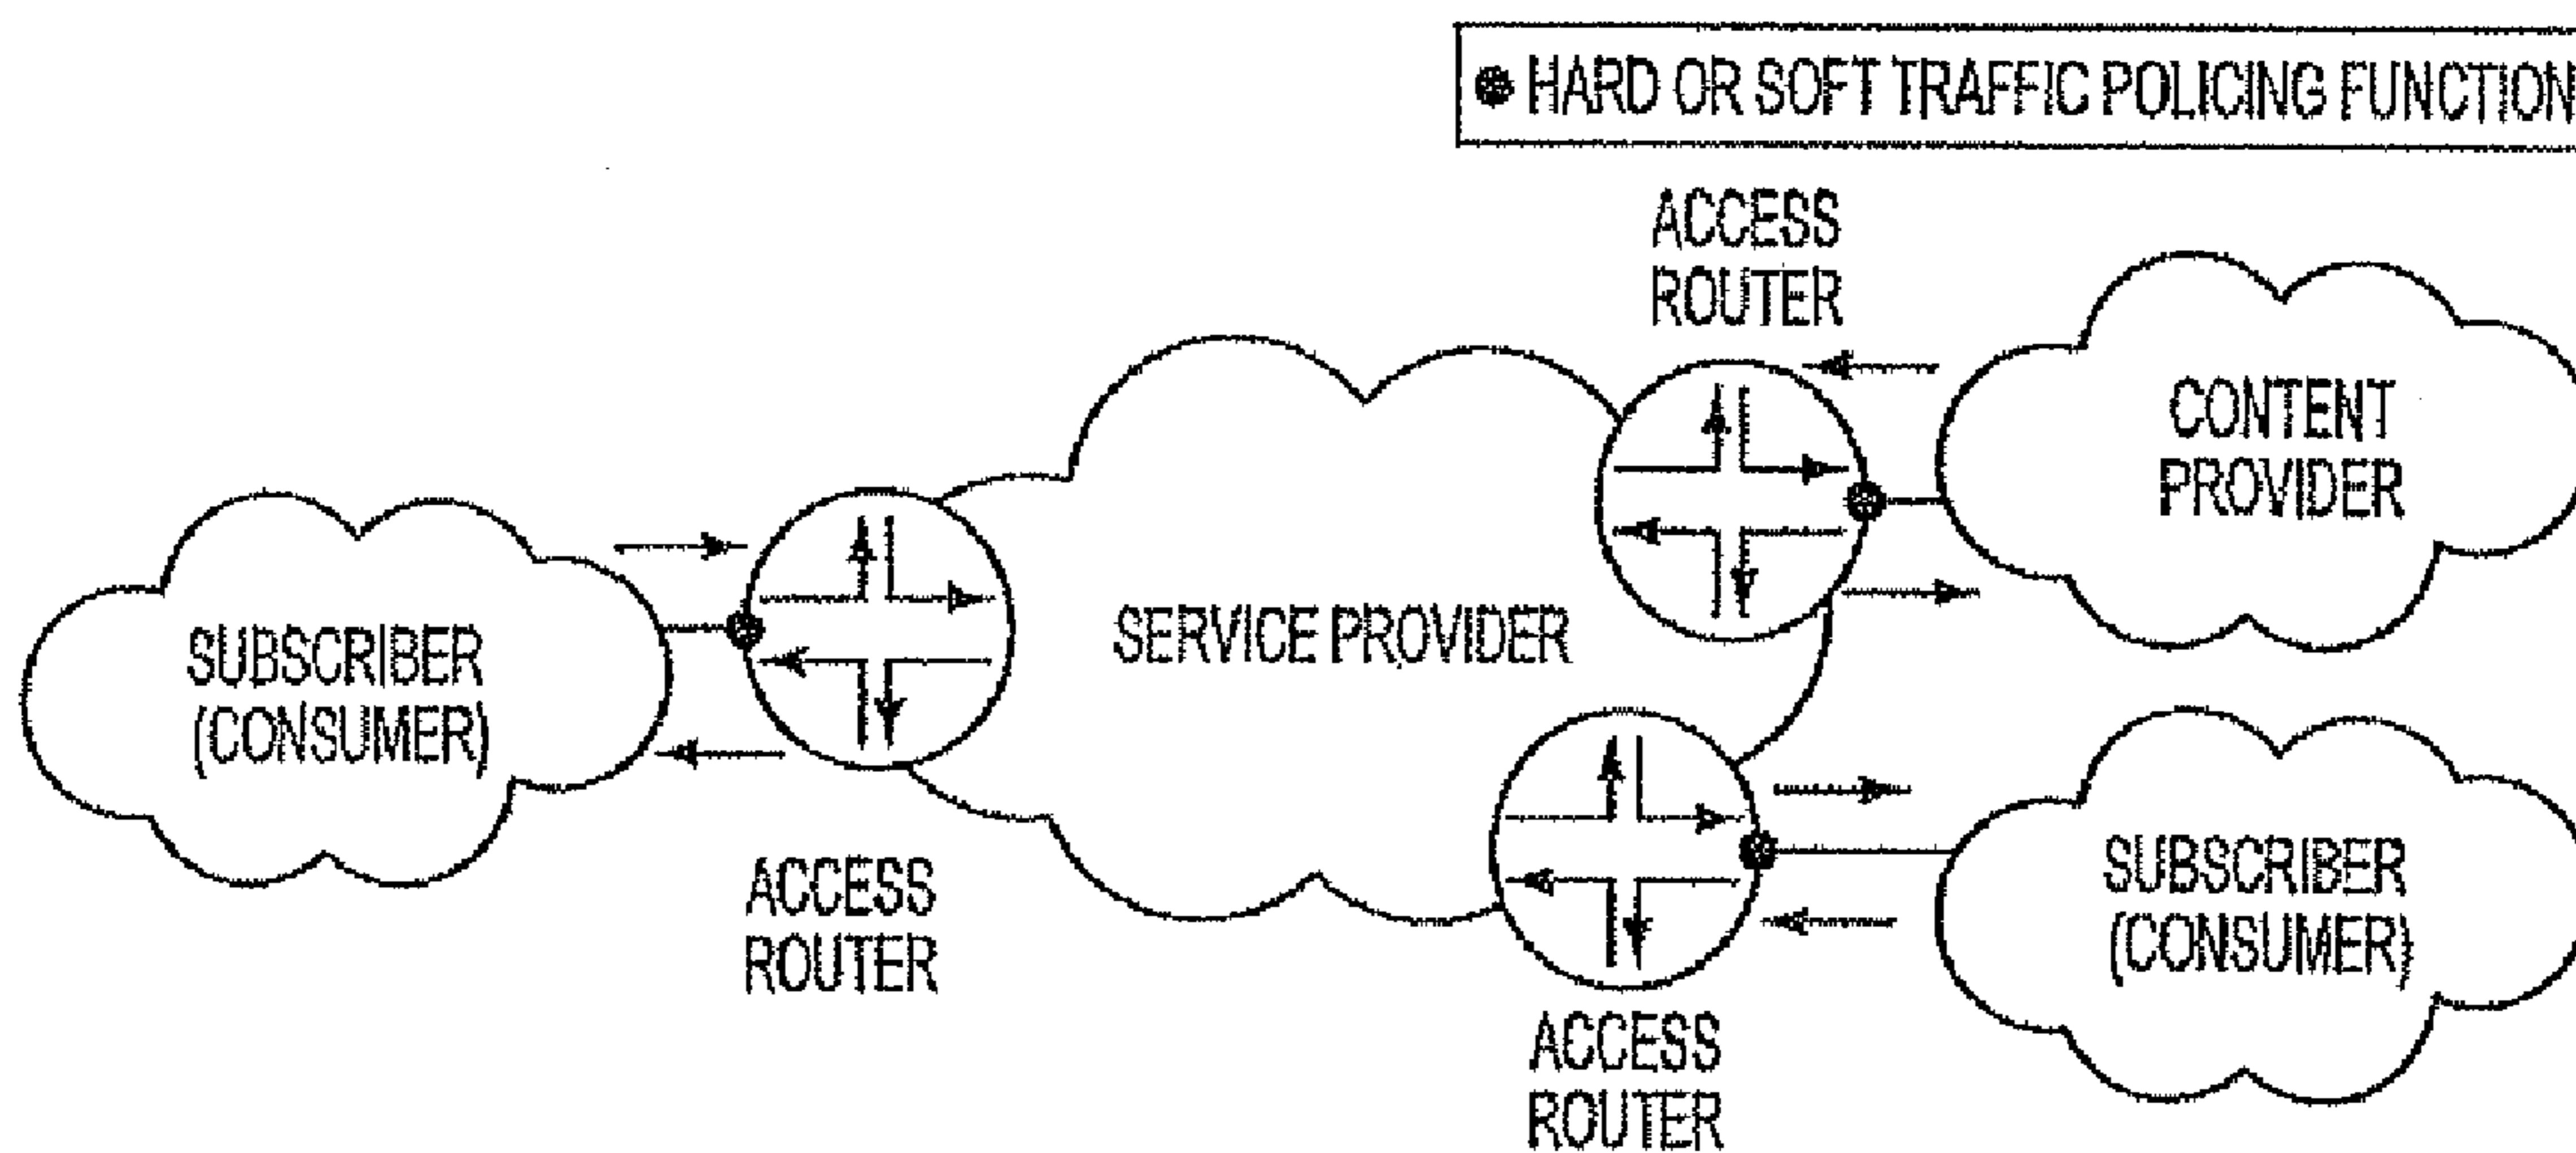 HARD OR SOFT TRAFFIC POLICING FUNCTION
ACCESS
ROUTER
CONTENT
PROVIDER
SUBSCRIBER
(CONSUMER)
SERVICE PROVIDER
ACCESS
ROUTER
SUBSCRIBER
(CONSUMER)
ACCESS
ROUTER